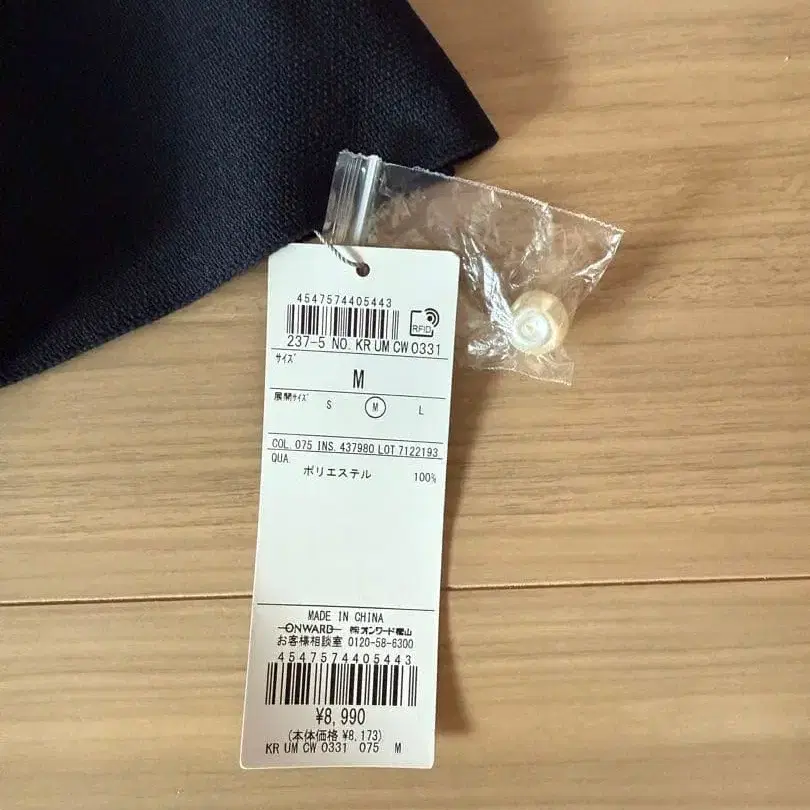 4547574405443
RFID
237-5 NO. KR UM CW 0331
サイズ
M
展開サイズ S M L
COL. 075 INS. 437980 LOT 7122193
QUA.
ポリエステル 100%
MADE IN CHINA
ONWARD ㈱オンワード樫山
お客様相談室 0120-58-6300
4547574405443
¥8,990
(本体価格 ¥8,173)
KR UM CW 0331 075 M